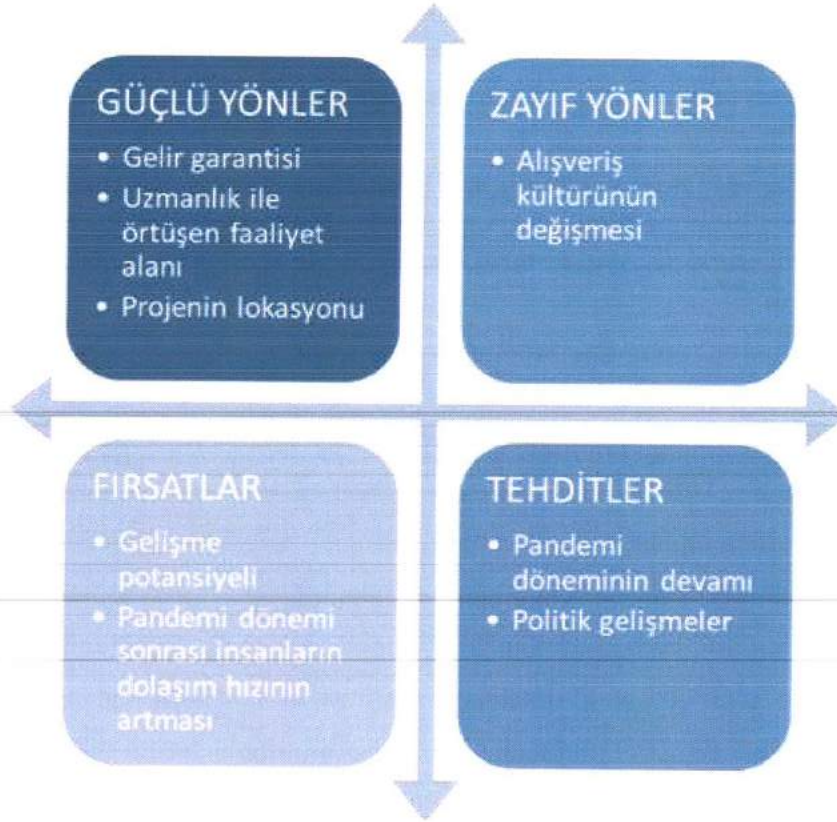 GÜÇLÜ YÖNLER
• Gelir garantisi
• Uzmanlık ile
örtüşen faaliyet
alanı
• Projenin lokasyonu
ZAYIF YÖNLER
• Alışveriş
kültürünün
değişmesi
FIRSATLAR
• Gelişme
potansiyeli
• Pandemi dönemi
sonrası insanların
dolaşım hızının
artması
TEHDİTLER
• Pandemi
döneminin devamı
• Politik gelişmeler